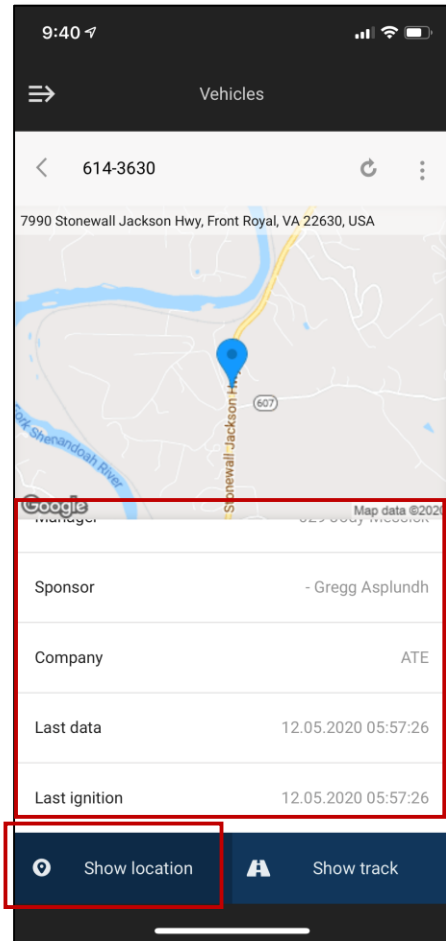 9:40
Vehicles
614-3630
7990 Stonewall Jackson Hwy, Front Royal, VA 22630, USA
607
Stonewall Jackson Hwy
Fork Shenandoah River
Google
Map data ©2020
Manager
Sponsor - Gregg Asplundh
Company ATE
Last data 12.05.2020 05:57:26
Last ignition 12.05.2020 05:57:26
Show location
Show track